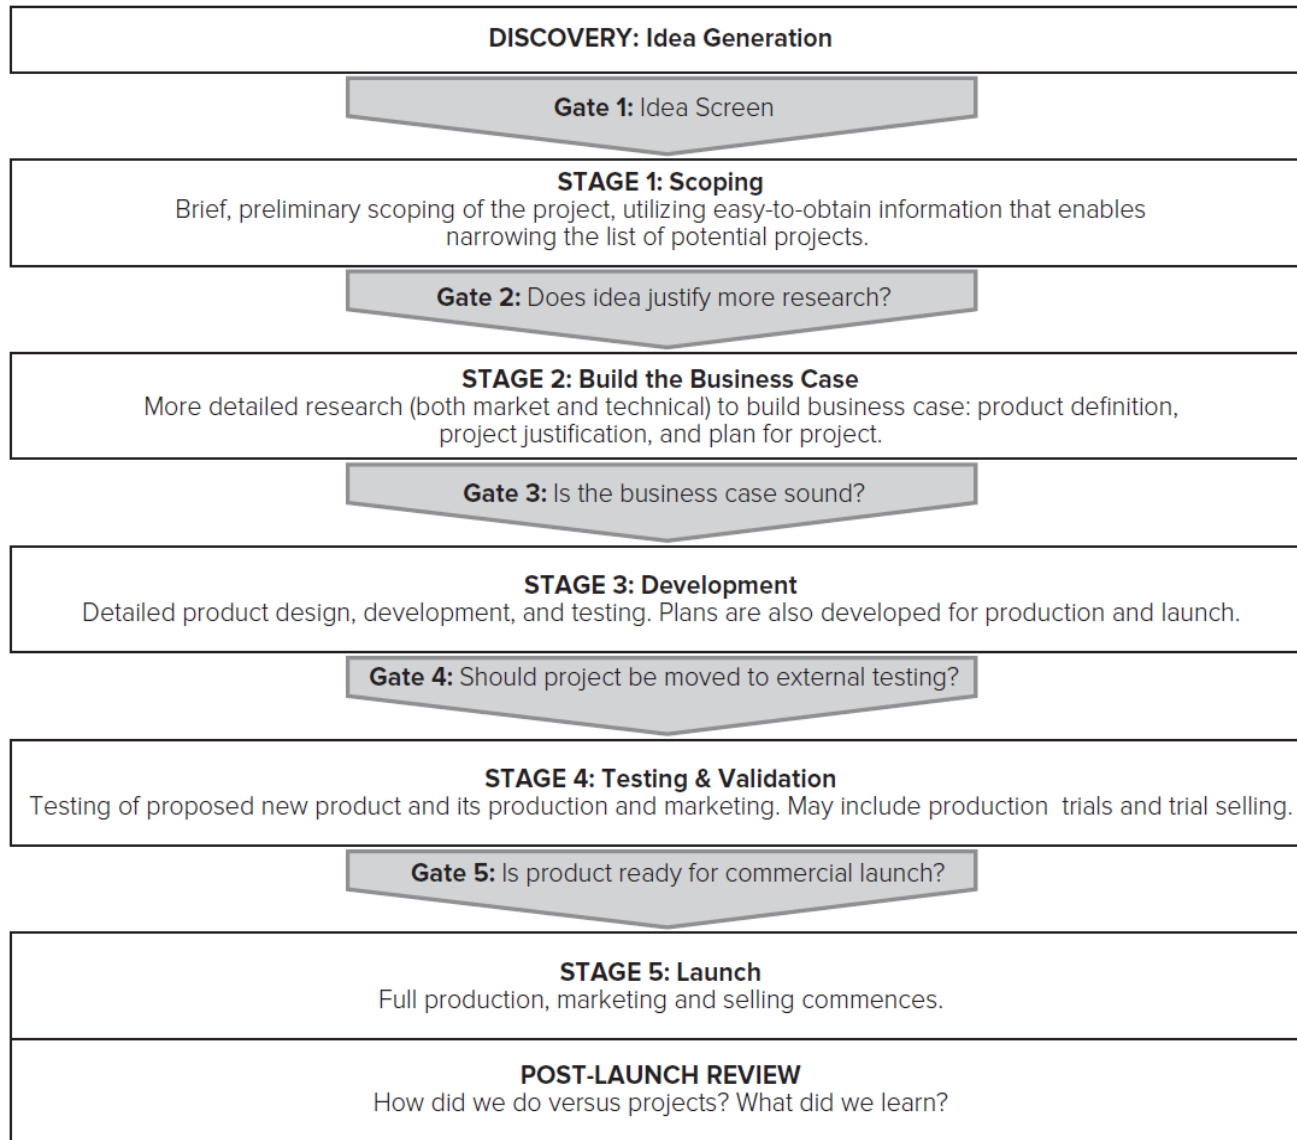 DISCOVERY: Idea Generation
Gate 1: Idea Screen
STAGE 1: Scoping
Brief, preliminary scoping of the project, utilizing easy-to-obtain information that enables
narrowing the list of potential projects.
Gate 2: Does idea justify more research?
STAGE 2: Build the Business Case
More detailed research (both market and technical) to build business case: product definition,
project justification, and plan for project.
Gate 3: Is the business case sound?
STAGE 3: Development
Detailed product design, development, and testing. Plans are also developed for production and launch.
Gate 4: Should project be moved to external testing?
STAGE 4: Testing & Validation
Testing of proposed new product and its production and marketing. May include production trials and trial selling.
Gate 5: Is product ready for commercial launch?
STAGE 5: Launch
Full production, marketing and selling commences.
POST-LAUNCH REVIEW
How did we do versus projects? What did we learn?